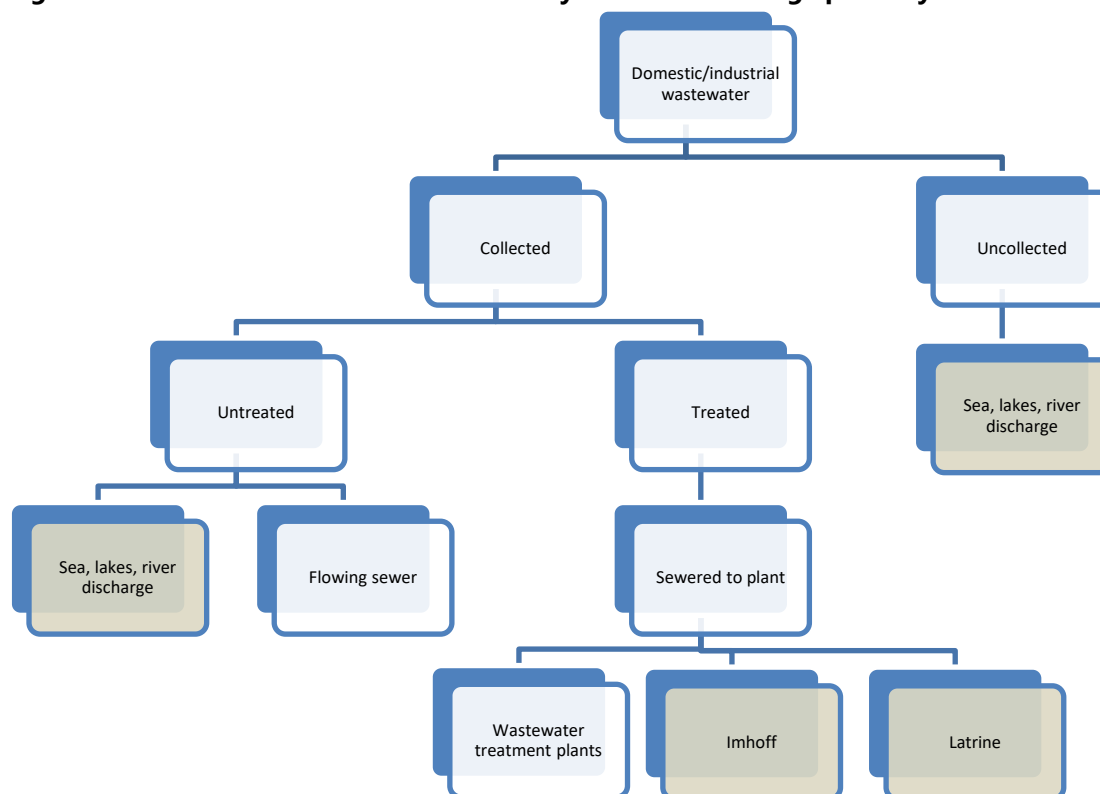 Domestic/industrial
wastewater
Collected
Uncollected
Untreated
Treated
Sea, lakes, river
discharge
Sea, lakes, river
discharge
Flowing sewer
Sewered to plant
Wastewater
treatment plants
Imhoff
Latrine